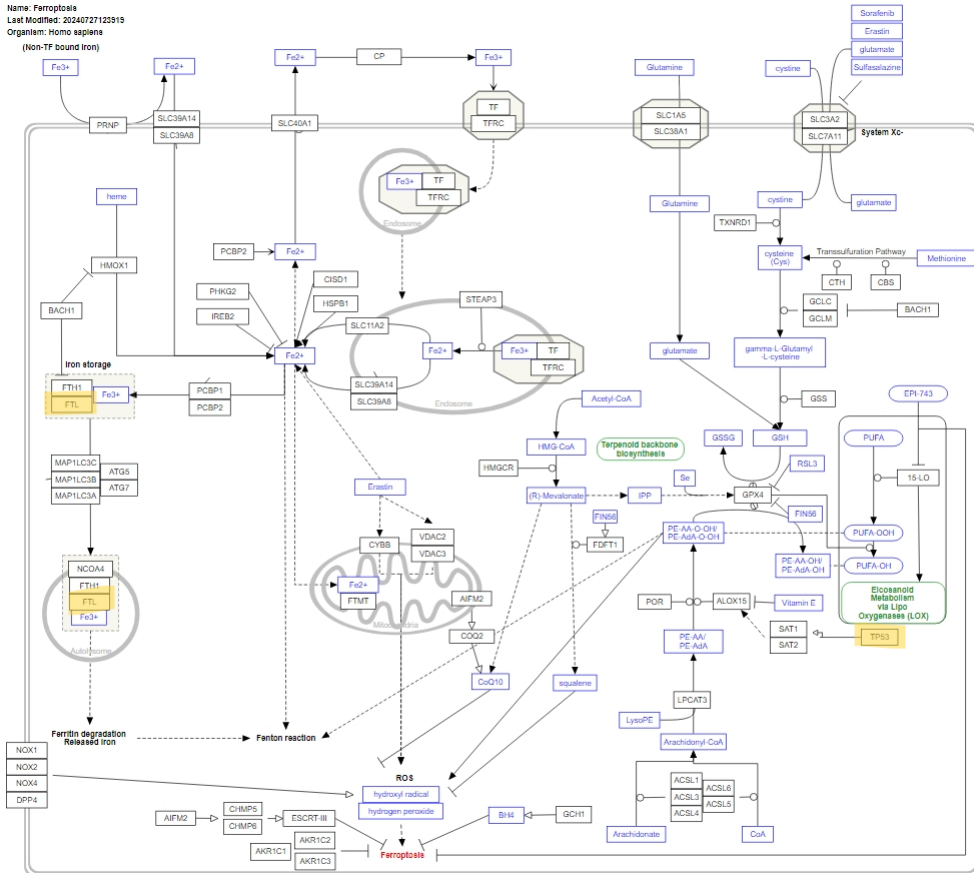 Name: Ferroptosis
Last Modified: 20240727123919
Organism: Homo sapiens
(Non-TF bound iron)
Fe3+
Fe2+
Fe2+
CP
Fe3+
Glutamine
cystine
Sorafenib
Erastin
glutamate
Sulfasalazine
PRNP
SLC39A14
SLC39A8
SLC40A1
TF
TFRC
SLC1A5
SLC38A1
SLC3A2
SLC7A11
System Xc-
Fe3+
TF
TFRC
Endosome
heme
Glutamine
cystine
glutamate
TXNRD1
PCBP2
Fe2+
HMOX1
cysteine
(Cys)
Transsulfuration Pathway
Methionine
CTH
CBS
PHKG2
CISD1
HSPB1
IREB2
BACH1
STEAP3
SLC11A2
GCLC
GCLM
BACH1
Fe2+
Fe2+
Fe3+
TF
TFRC
glutamate
gamma-L-Glutamyl
-L-cysteine
Iron storage
FTH1
FTL
Fe3+
PCBP1
PCBP2
SLC39A14
SLC39A8
Endosome
Acetyl-CoA
GSS
EPI-743
HMG-CoA
Terpenoid backbone
biosynthesis
GSSG
GSH
PUFA
MAP1LC3C
MAP1LC3B
MAP1LC3A
ATG5
ATG7
HMGCR
RSL3
Se
15-LO
Erastin
(R)-Mevalonate
IPP
GPX4
FIN56
FIN56
CYBB
VDAC2
VDAC3
FDFT1
PE-AA-O-OH/
PE-AdA-O-OH
PUFA-OOH
PE-AA-OH/
PE-AdA-OH
PUFA-OH
NCOA4
FTH1
FTL
Fe3+
Autolysome
Fe2+
FTMT
Mitochondria
AIFM2
COQ2
POR
ALOX15
Vitamin E
Eicosanoid
Metabolism
via Lipo
Oxygenases (LOX)
SAT1
SAT2
TP53
PE-AA/
PE-AdA
CoQ10
squalene
LPCAT3
LysoPE
Arachidonyl-CoA
Ferritin degradation
Released iron
Fenton reaction
NOX1
NOX2
NOX4
DPP4
ROS
hydroxyl radical
hydrogen peroxide
ACSL1
ACSL3
ACSL4
ACSL6
ACSL5
AIFM2
CHMP5
CHMP6
ESCRT-III
BH4
GCH1
Arachidonate
CoA
AKR1C1
AKR1C2
AKR1C3
Ferroptosis